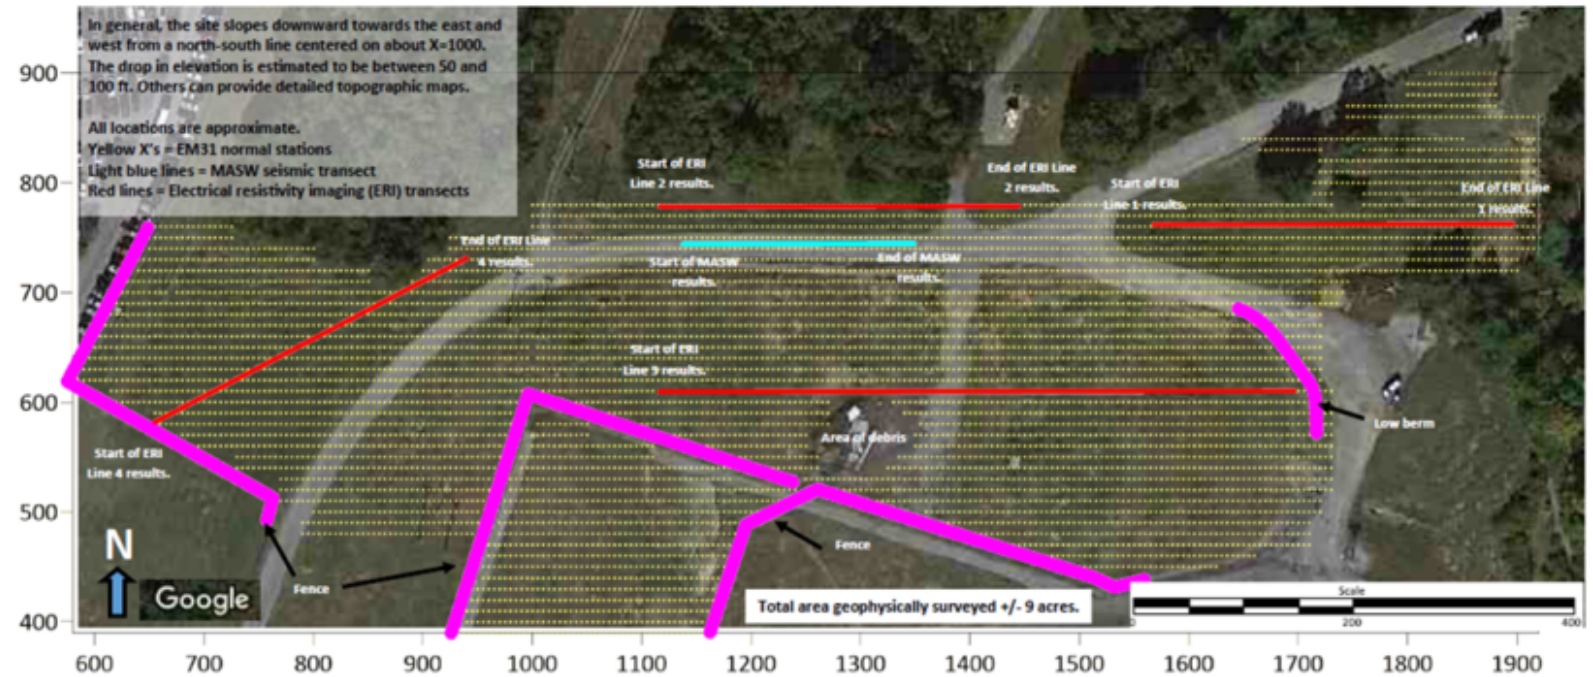 In general, the site slopes downward towards the east and
west from a north-south line centered on about X=1000.
The drop in elevation is estimated to be between 50 and
100 ft. Others can provide detailed topographic maps.
All locations are approximate.
Yellow X's = EM31 normal stations
Light blue lines = MASW seismic transect
Red lines = Electrical resistivity imaging (ERI) transects
900
800
700
600
500
400
Start of ERI
Line 2 results.
End of ERI Line
2 results.
Start of ERI
Line 1 results.
End of ERI Line
1 results.
End of ERI Line
4 results.
Start of MASW
results.
End of MASW
results.
Start of ERI
Line 3 results.
Area of debris
Low berm
Start of ERI
Line 4 results.
Fence
Fence
N
Google
Total area geophysically surveyed +/- 9 acres.
Scale
0 200 400
600 700 800 900 1000 1100 1200 1300 1400 1500 1600 1700 1800 1900